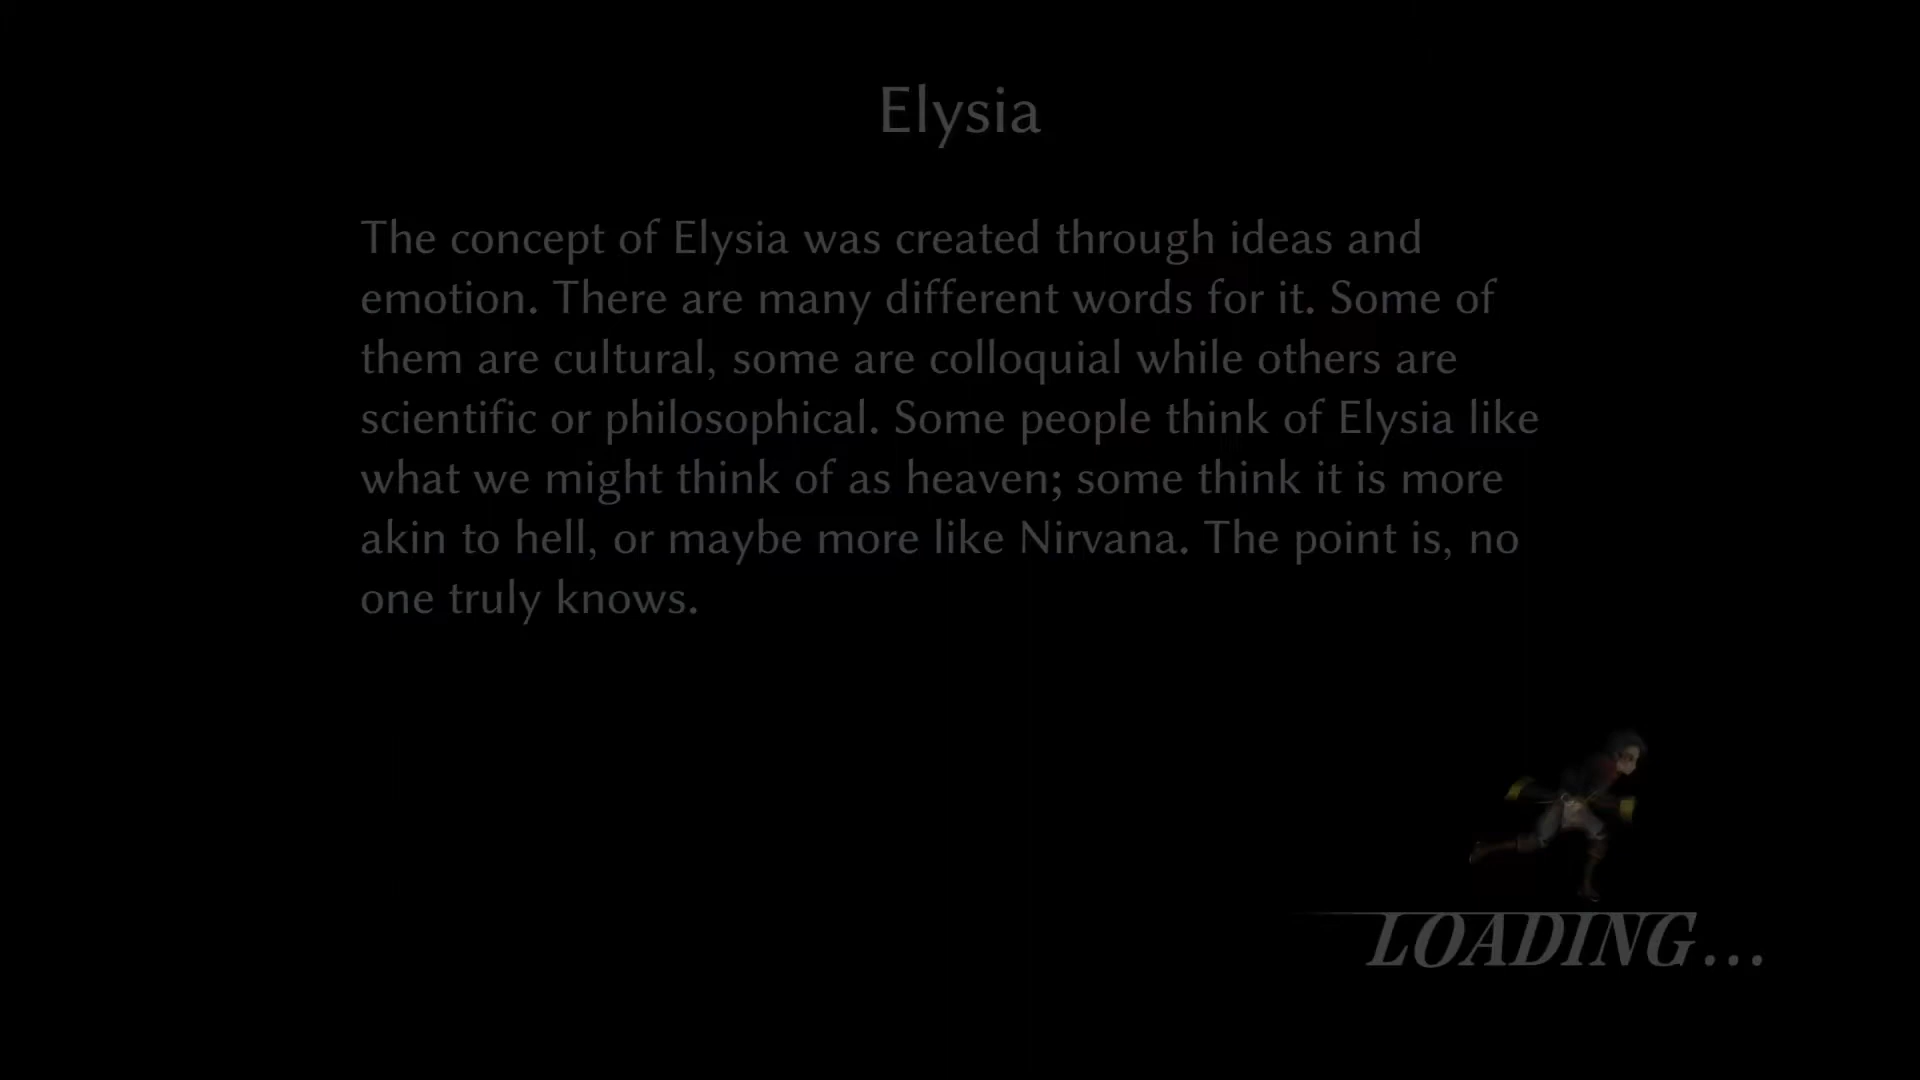 Elysia
The concept of Elysia was created through ideas and
emotion. There are many different words for it. Some of
them are cultural, some are colloquial while others are
scientific or philosophical. Some people think of Elysia like
what we might think of as heaven; some think it is more
akin to hell, or maybe more like Nirvana. The point is, no
one truly knows.
LOADING...